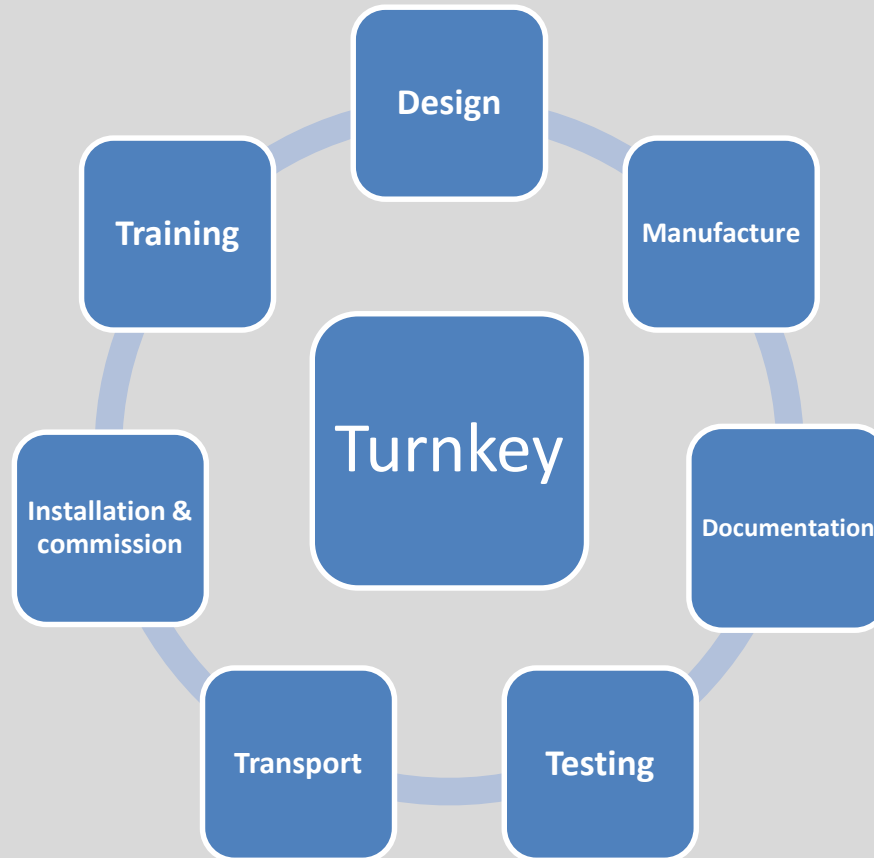 Design
Manufacture
Documentation
Testing
Transport
Installation &
commission
Training
Turnkey